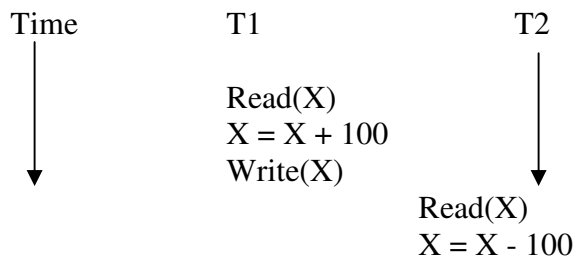 Time T1 T2
Read(X)
X = X + 100
Write(X)
Read(X)
X = X - 100